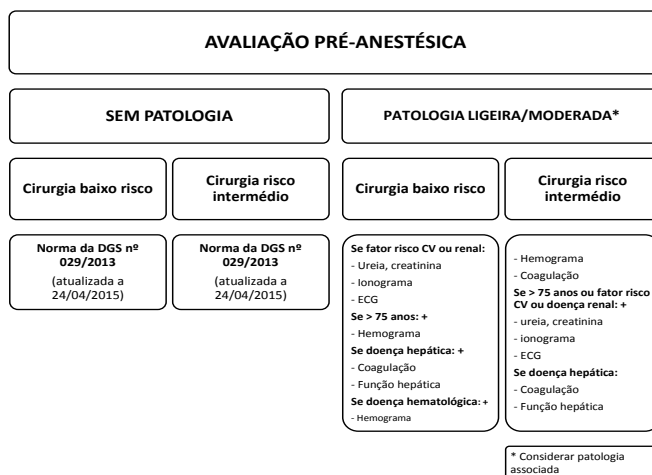 AVALIAÇÃO PRÉ-ANESTÉSICA
SEM PATOLOGIA
PATOLOGIA LIGEIRA/MODERADA*
Cirurgia baixo risco
Cirurgia risco
intermédio
Cirurgia baixo risco
Cirurgia risco
intermédio
Norma da DGS nº
029/2013
(atualizada a
24/04/2015)
Norma da DGS nº
029/2013
(atualizada a
24/04/2015)
Se fator risco CV ou renal:
- Ureia, creatinina
- Ionograma
- ECG
Se > 75 anos: +
- Hemograma
Se doença hepática: +
- Coagulação
- Função hepática
Se doença hematológica: +
- Hemograma
- Hemograma
- Coagulação
Se > 75 anos ou fator risco
CV ou doença renal: +
- ureia, creatinina
- ionograma
- ECG
Se doença hepática:
- Coagulação
- Função hepática
* Considerar patologia
associada